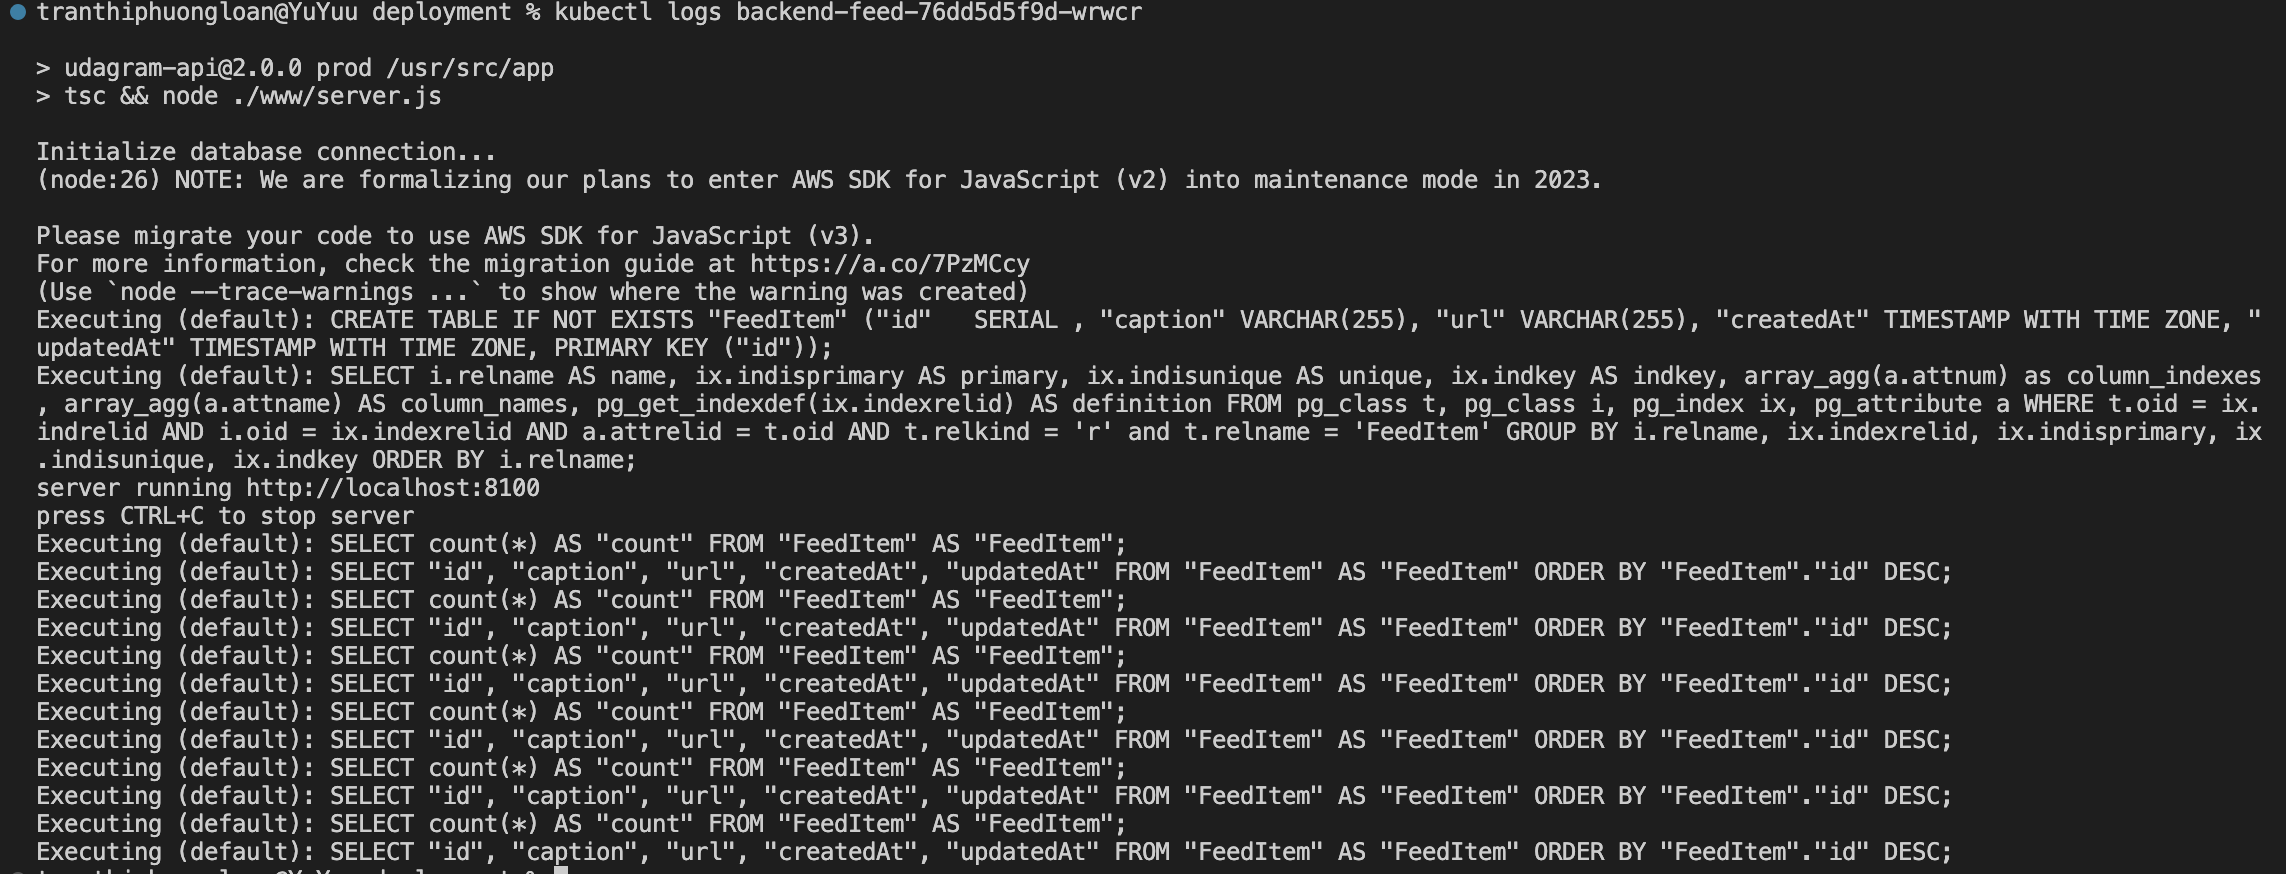 tranthiphuongloan@YuYuu deployment % kubectl logs backend-feed-76dd5d5f9d-wrwcr
> udagram-api@2.0.0 prod /usr/src/app
> tsc && node ./www/server.js
Initialize database connection...
(node:26) NOTE: We are formalizing our plans to enter AWS SDK for JavaScript (v2) into maintenance mode in 2023.
Please migrate your code to use AWS SDK for JavaScript (v3).
For more information, check the migration guide at https://a.co/7PzMCcy
(Use `node --trace-warnings ...` to show where the warning was created)
Executing (default): CREATE TABLE IF NOT EXISTS "FeedItem" ("id"   SERIAL , "caption" VARCHAR(255), "url" VARCHAR(255), "createdAt" TIMESTAMP WITH TIME ZONE, "
updatedAt" TIMESTAMP WITH TIME ZONE, PRIMARY KEY ("id"));
Executing (default): SELECT i.relname AS name, ix.indisprimary AS primary, ix.indisunique AS unique, ix.indkey AS indkey, array_agg(a.attnum) as column_indexes
, array_agg(a.attname) AS column_names, pg_get_indexdef(ix.indexrelid) AS definition FROM pg_class t, pg_class i, pg_index ix, pg_attribute a WHERE t.oid = ix.
indrelid AND i.oid = ix.indexrelid AND a.attrelid = t.oid AND t.relkind = 'r' and t.relname = 'FeedItem' GROUP BY i.relname, ix.indexrelid, ix.indisprimary, ix
.indisunique, ix.indkey ORDER BY i.relname;
server running http://localhost:8100
press CTRL+C to stop server
Executing (default): SELECT count(*) AS "count" FROM "FeedItem" AS "FeedItem";
Executing (default): SELECT "id", "caption", "url", "createdAt", "updatedAt" FROM "FeedItem" AS "FeedItem" ORDER BY "FeedItem"."id" DESC;
Executing (default): SELECT count(*) AS "count" FROM "FeedItem" AS "FeedItem";
Executing (default): SELECT "id", "caption", "url", "createdAt", "updatedAt" FROM "FeedItem" AS "FeedItem" ORDER BY "FeedItem"."id" DESC;
Executing (default): SELECT count(*) AS "count" FROM "FeedItem" AS "FeedItem";
Executing (default): SELECT "id", "caption", "url", "createdAt", "updatedAt" FROM "FeedItem" AS "FeedItem" ORDER BY "FeedItem"."id" DESC;
Executing (default): SELECT count(*) AS "count" FROM "FeedItem" AS "FeedItem";
Executing (default): SELECT "id", "caption", "url", "createdAt", "updatedAt" FROM "FeedItem" AS "FeedItem" ORDER BY "FeedItem"."id" DESC;
Executing (default): SELECT count(*) AS "count" FROM "FeedItem" AS "FeedItem";
Executing (default): SELECT "id", "caption", "url", "createdAt", "updatedAt" FROM "FeedItem" AS "FeedItem" ORDER BY "FeedItem"."id" DESC;
Executing (default): SELECT count(*) AS "count" FROM "FeedItem" AS "FeedItem";
Executing (default): SELECT "id", "caption", "url", "createdAt", "updatedAt" FROM "FeedItem" AS "FeedItem" ORDER BY "FeedItem"."id" DESC;